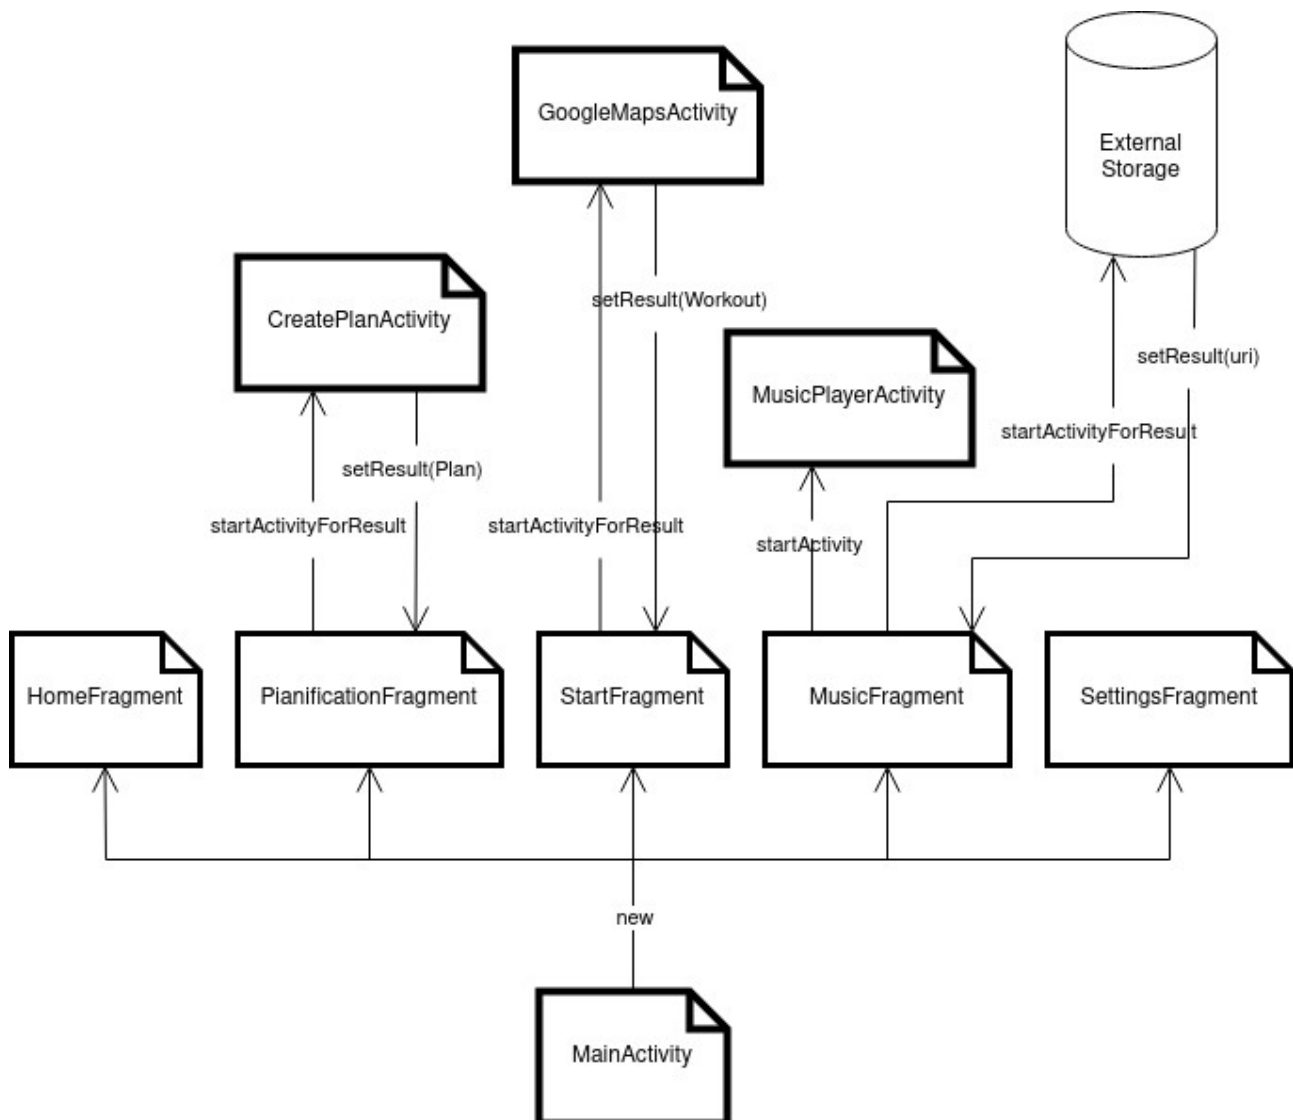 GoogleMapsActivity
External
Storage
setResult(Workout)
CreatePlanActivity
setResult(uri)
MusicPlayerActivity
startActivityForResult
setResult(Plan)
startActivityForResult
startActivityForResult
startActivity
HomeFragment
PlanificationFragment
StartFragment
MusicFragment
SettingsFragment
new
MainActivity